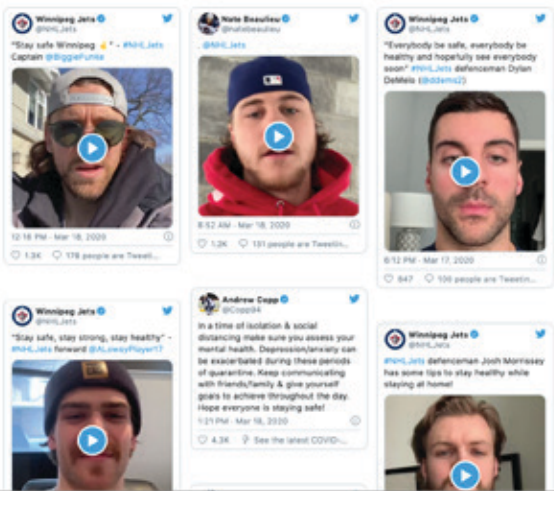 Winnipeg Jets
@NHLJets
"Stay safe Winnipeg 👍" - #NHLJets
Captain @BiggieFunke
12:16 PM · Mar 18, 2020
1.3K 178 people are Tweeti...
Nate Beaulieu
@natebeaulieu
. @NHLJets
8:52 AM · Mar 18, 2020
1.2K 151 people are Tweetin...
Winnipeg Jets
@NHLJets
"Everybody be safe, everybody be
healthy and hopefully see everybody
soon" #NHLJets defenceman Dylan
DeMelo (@ddemelo2)
6:12 PM · Mar 17, 2020
847 100 people are Tweetin...
Winnipeg Jets
@NHLJets
"Stay safe, stay strong, stay healthy" -
#NHLJets forward @ALowryPlayer17
Andrew Copp
@Copp94
In a time of isolation & social
distancing make sure you assess your
mental health. Depression/anxiety can
be exacerbated during these periods
of quarantine. Keep communicating
with friends/family & give yourself
goals to achieve throughout the day.
Hope everyone is staying safe!
1:21 PM · Mar 18, 2020
4.3K See the latest COVID-...
Winnipeg Jets
@NHLJets
#NHLJets defenceman Josh Morrissey
has some tips to stay healthy while
staying at home!